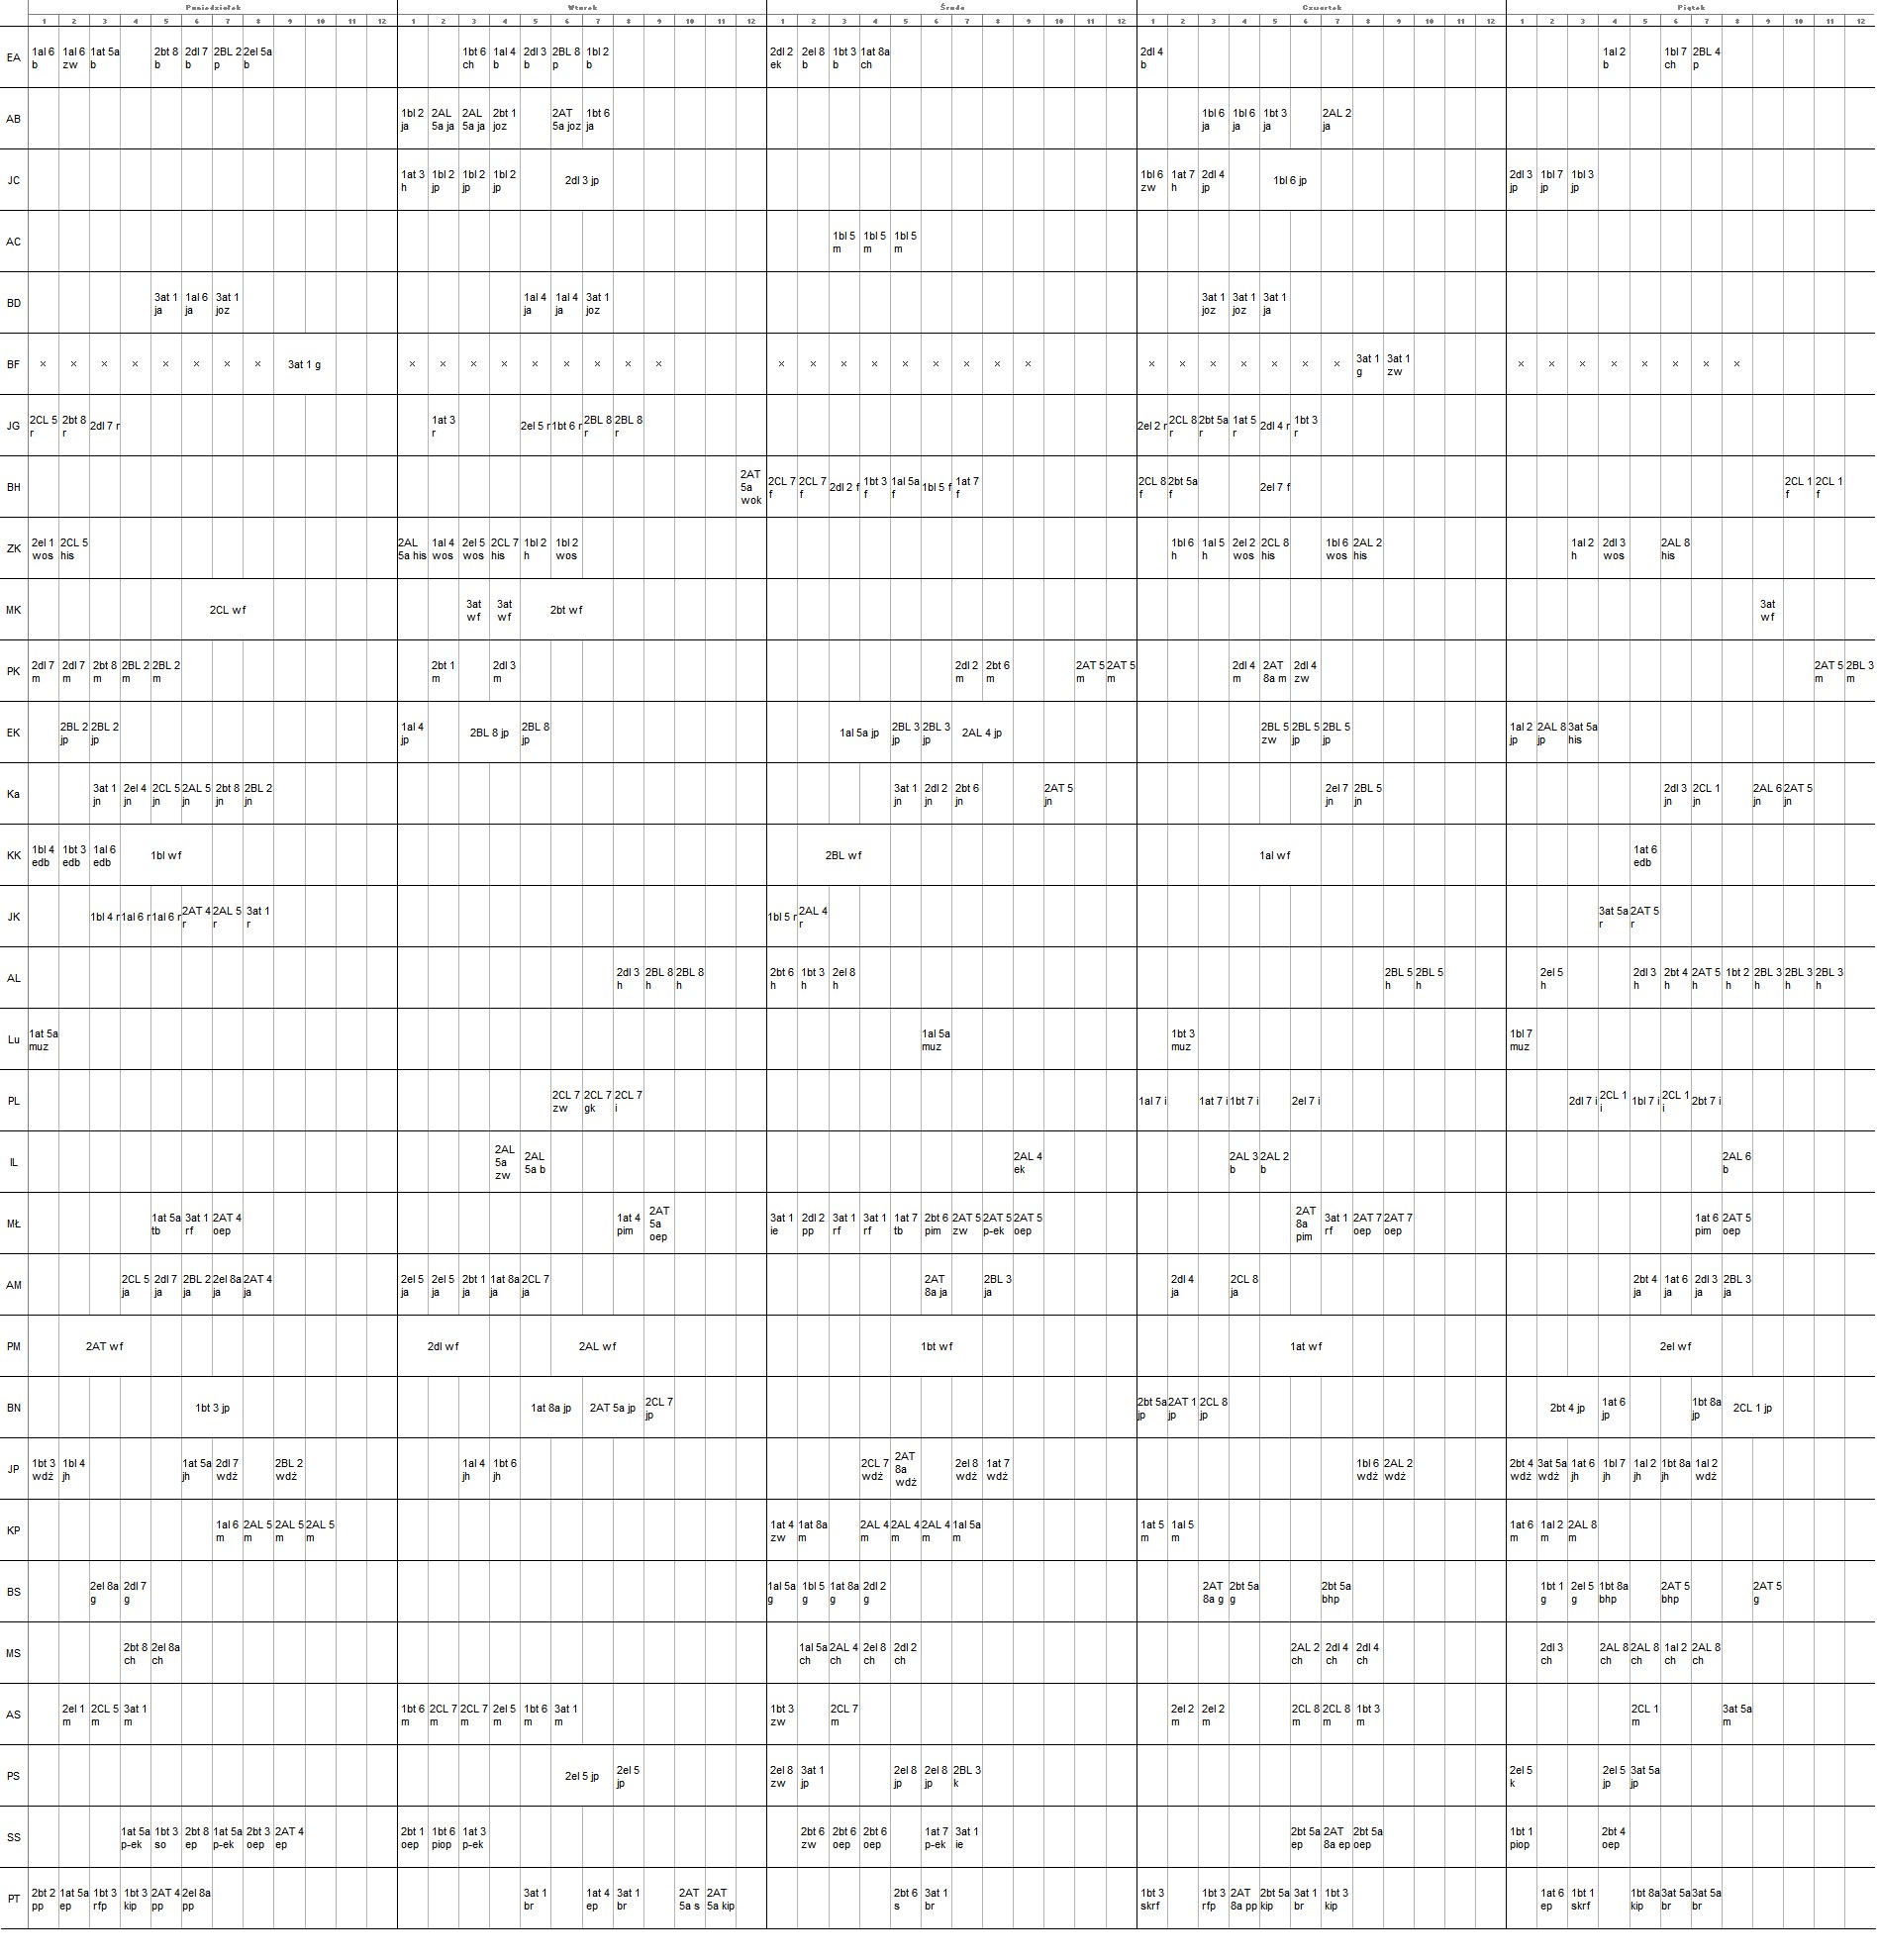 Poniedziałek Wtorek Środa Czwartek Piątek
1 2 3 4 5 6 7 8 9 10 11 12 1 2 3 4 5 6 7 8 9 10 11 12 1 2 3 4 5 6 7 8 9 10 11 12 1 2 3 4 5 6 7 8 9 10 11 12 1 2 3 4 5 6 7 8 9 10 11 12
1al 6 1al 6 1at 5a 2bt 8 2dl 7 2BL 2 2el 5a 1bt 6 1al 4 2dl 3 2BL 8 1bl 2 2dl 2 2el 8 1bt 3 1at 8a 2dl 4 1al 2 1bl 7 2BL 4
EA
b zw b b b p b ch b b p b ek b b ch b b ch p
1bl 2 2AL 2AL 2bt 1 2AT 1bt 6 1bl 6 1bl 6 1bt 3 2AL 2
AB
ja 5a ja 5a ja joz 5a joz ja ja ja ja ja
1at 3 1bl 2 1bl 2 1bl 2 1bl 6 1at 7 2dl 4 2dl 3 1bl 7 1bl 3
JC 2dl 3 jp 1bl 6 jp
h jp jp jp zw h jp jp jp jp
1bl 5 1bl 5 1bl 5
AC
m m m
3at 1 1al 6 3at 1 1al 4 1al 4 3at 1 3at 1 3at 1 3at 1
BD
ja ja joz ja ja joz joz joz ja
3at 1 3at 1
BF × × × × × × × × 3at 1 g × × × × × × × × × × × × × × × × × × × × × × × × × × × × × × × × ×
g zw
2CL 5 2bt 8 1at 3 2BL 8 2BL 8 2CL 8 2bt 5a 1at 5 1bt 3
JG 2dl 7 r 2el 5 r 1bt 6 r 2el 2 r 2dl 4 r
r r r r r r r r r
2AT 2CL 7 2CL 7 1bt 3 1al 5a 1at 7 2CL 8 2bt 5a 2CL 1 2CL 1
BH 5a 2dl 2 f 1bl 5 f 2el 7 f
wok f f f f f f f f f
2el 1 2CL 5 2AL 1al 4 2el 5 2CL 7 1bl 2 1bl 2 1bl 6 1al 5 2el 2 2CL 8 1bl 6 2AL 2 1al 2 2dl 3 2AL 8
ZK
wos his 5a his wos wos his h wos h h wos his wos his h wos his
3at 3at 3at
MK 2CL wf 2bt wf
wf wf wf
2dl 7 2dl 7 2bt 8 2BL 2 2BL 2 2bt 1 2dl 3 2dl 2 2bt 6 2AT 5 2AT 5 2dl 4 2AT 2dl 4 2AT 5 2BL 3
PK
m m m m m m m m m m m m 8a m zw m m
2BL 2 2BL 2 1al 4 2BL 8 2BL 3 2BL 3 2BL 5 2BL 5 2BL 5 1al 2 2AL 8 3at 5a
EK 2BL 8 jp 1al 5a jp 2AL 4 jp
jp jp jp jp jp jp zw jp jp jp jp his
3at 1 2el 4 2CL 5 2AL 5 2bt 8 2BL 2 3at 1 2dl 2 2bt 6 2AT 5 2el 7 2BL 5 2dl 3 2CL 1 2AL 6 2AT 5
Ka
jn jn jn jn jn jn jn jn jn jn jn jn jn jn jn jn
1bl 4 1bt 3 1al 6 1at 6
KK 1bl wf 2BL wf 1al wf
edb edb edb edb
2AT 4 2AL 5 3at 1 2AL 4 3at 5a 2AT 5
JK 1bl 4 r 1al 6 r 1al 6 r 1bl 5 r
r r r r r r
2dl 3 2BL 8 2BL 8 2bt 6 1bt 3 2el 8 2BL 5 2BL 5 2el 5 2dl 3 2bt 4 2AT 5 1bt 2 2BL 3 2BL 3 2BL 3
AL
h h h h h h h h h h h h h h h h
1at 5a 1al 5a 1bt 3 1bl 7
Lu
muz muz muz muz
2CL 7 2CL 7 2CL 7 2CL 1 2CL 1
PL 1al 7 i 1at 7 i 1bt 7 i 2el 7 i 2dl 7 i 1bl 7 i 2bt 7 i
zw gk i i i
2AL 2AL 2AL 4 2AL 3 2AL 2 2AL 6
IL 5a
zw 5a b ek b b b
1at 5a 3at 1 2AT 4 1at 4 2AT 3at 1 2dl 2 3at 1 3at 1 1at 7 2bt 6 2AT 5 2AT 5 2AT 5 2AT 3at 1 2AT 7 2AT 7 1at 6 2AT 5
MŁ 5a 8a
tb rf oep pim oep ie pp rf rf tb pim zw p-ek oep pim rf oep oep pim oep
2CL 5 2dl 7 2BL 2 2el 8a 2AT 4 2el 5 2el 5 2bt 1 1at 8a 2CL 7 2AT 2BL 3 2dl 4 2CL 8 2bt 4 1at 6 2dl 3 2BL 3
AM
ja ja ja ja ja ja ja ja ja ja 8a ja ja ja ja ja ja ja ja
PM 2AT wf 2dl wf 2AL wf 1bt wf 1at wf 2el wf
2CL 7 2bt 5a 2AT 1 2CL 8 1at 6 1bt 8a
BN 1bt 3 jp 1at 8a jp 2AT 5a jp 2bt 4 jp 2CL 1 jp
jp jp jp jp jp jp
1bt 3 1bl 4 1at 5a 2dl 7 2BL 2 1al 4 1bt 6 2CL 7 2AT 2el 8 1at 7 1bl 6 2AL 2 2bt 4 3at 5a 1at 6 1bl 7 1al 2 1bt 8a 1al 2
JP 8a
wdż jh jh wdż wdż jh jh wdż wdż wdż wdż wdż wdż wdż wdż jh jh jh jh wdż
1al 6 2AL 5 2AL 5 2AL 5 1at 4 1at 8a 2AL 4 2AL 4 2AL 4 1al 5a 1at 5 1al 5 1at 6 1al 2 2AL 8
KP
m m m m zw m m m m m m m m m m
2el 8a 2dl 7 1al 5a 1bl 5 1at 8a 2dl 2 2AT 2bt 5a 2bt 5a 1bt 1 2el 5 1bt 8a 2AT 5 2AT 5
BS
g g g g g g 8a g g bhp g g bhp bhp g
2bt 8 2el 8a 1al 5a 2AL 4 2el 8 2dl 2 2AL 2 2dl 4 2dl 4 2dl 3 2AL 8 2AL 8 1al 2 2AL 8
MS
ch ch ch ch ch ch ch ch ch ch ch ch ch ch
2el 1 2CL 5 3at 1 1bt 6 2CL 7 2CL 7 2el 5 1bt 6 3at 1 1bt 3 2CL 7 2el 2 2el 2 2CL 8 2CL 8 1bt 3 2CL 1 3at 5a
AS
m m m m m m m m m zw m m m m m m m m
2el 5 2el 8 3at 1 2el 8 2el 8 2BL 3 2el 5 2el 5 3at 5a
PS 2el 5 jp
jp zw jp jp jp k k jp jp
1at 5a 1bt 3 2bt 8 1at 5a 2bt 3 2AT 4 2bt 1 1bt 6 1at 3 2bt 6 2bt 6 2bt 6 1at 7 3at 1 2bt 5a 2AT 2bt 5a 1bt 1 2bt 4
SS
p-ek so ep p-ek oep ep oep piop p-ek zw oep oep p-ek ie ep 8a ep oep piop oep
2bt 2 1at 5a 1bt 3 1bt 3 2AT 4 2el 8a 3at 1 1at 4 3at 1 2AT 2AT 2bt 6 3at 1 1bt 3 1bt 3 2AT 2bt 5a 3at 1 1bt 3 1at 6 1bt 1 1bt 8a 3at 5a 3at 5a
PT
pp ep rfp kip pp pp br ep br 5a s 5a kip s br skrf rfp 8a pp kip br kip ep skrf kip br br